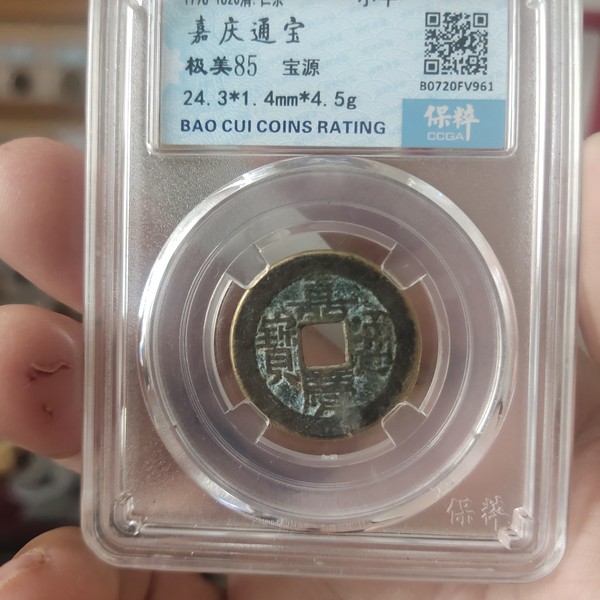 嘉庆通宝
极美85 宝源
24.3*1.4mm*4.5g
BAO CUI COINS RATING
B0720FV961
保粹
CCGA
嘉慶通寶
保粹